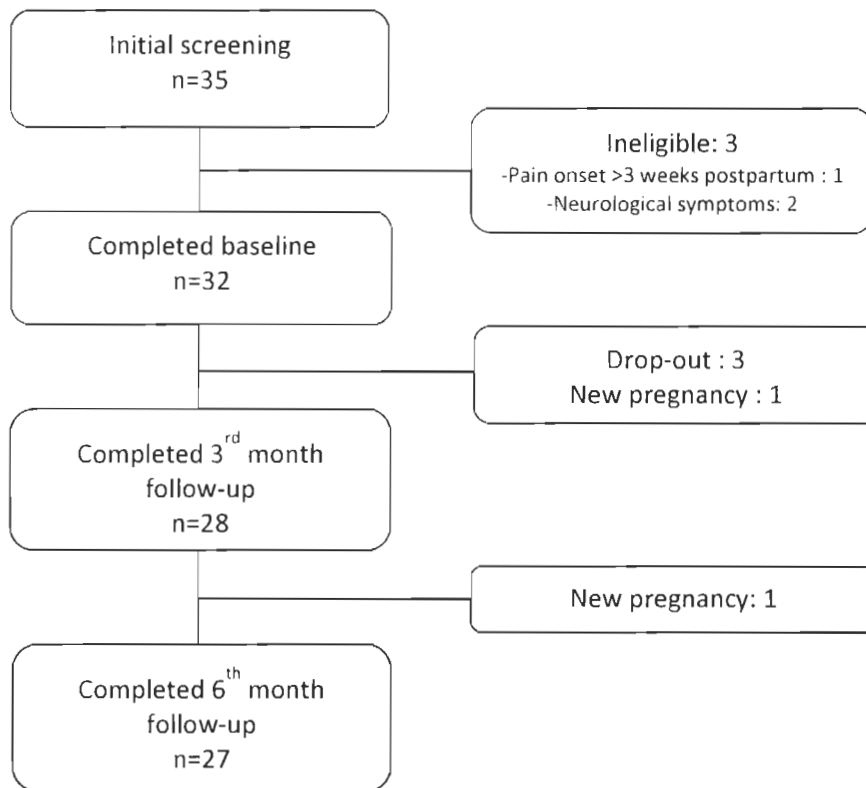 Initial screening
n=35
Ineligible: 3
-Pain onset >3 weeks postpartum : 1
-Neurological symptoms: 2
Completed baseline
n=32
Drop-out : 3
New pregnancy : 1
Completed 3rd month
follow-up
n=28
New pregnancy: 1
Completed 6th month
follow-up
n=27